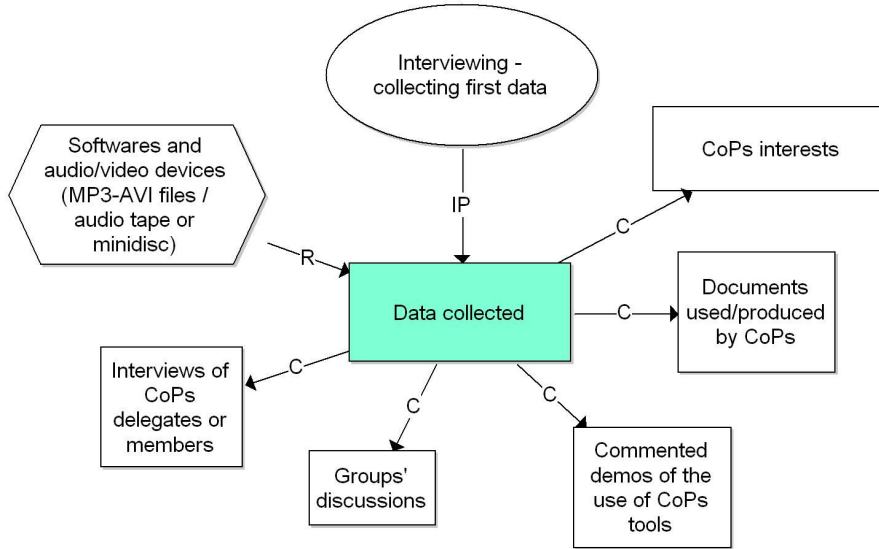 Interviewing -
collecting first data
Softwares and
audio/video devices
(MP3-AVI files /
audio tape or
minidisc)
CoPs interests
IP
C
R
Data collected
C
Documents
used/produced
by CoPs
C
Interviews of
CoPs
delegates or
members
C
Groups'
discussions
C
Commented
demos of the
use of CoPs
tools